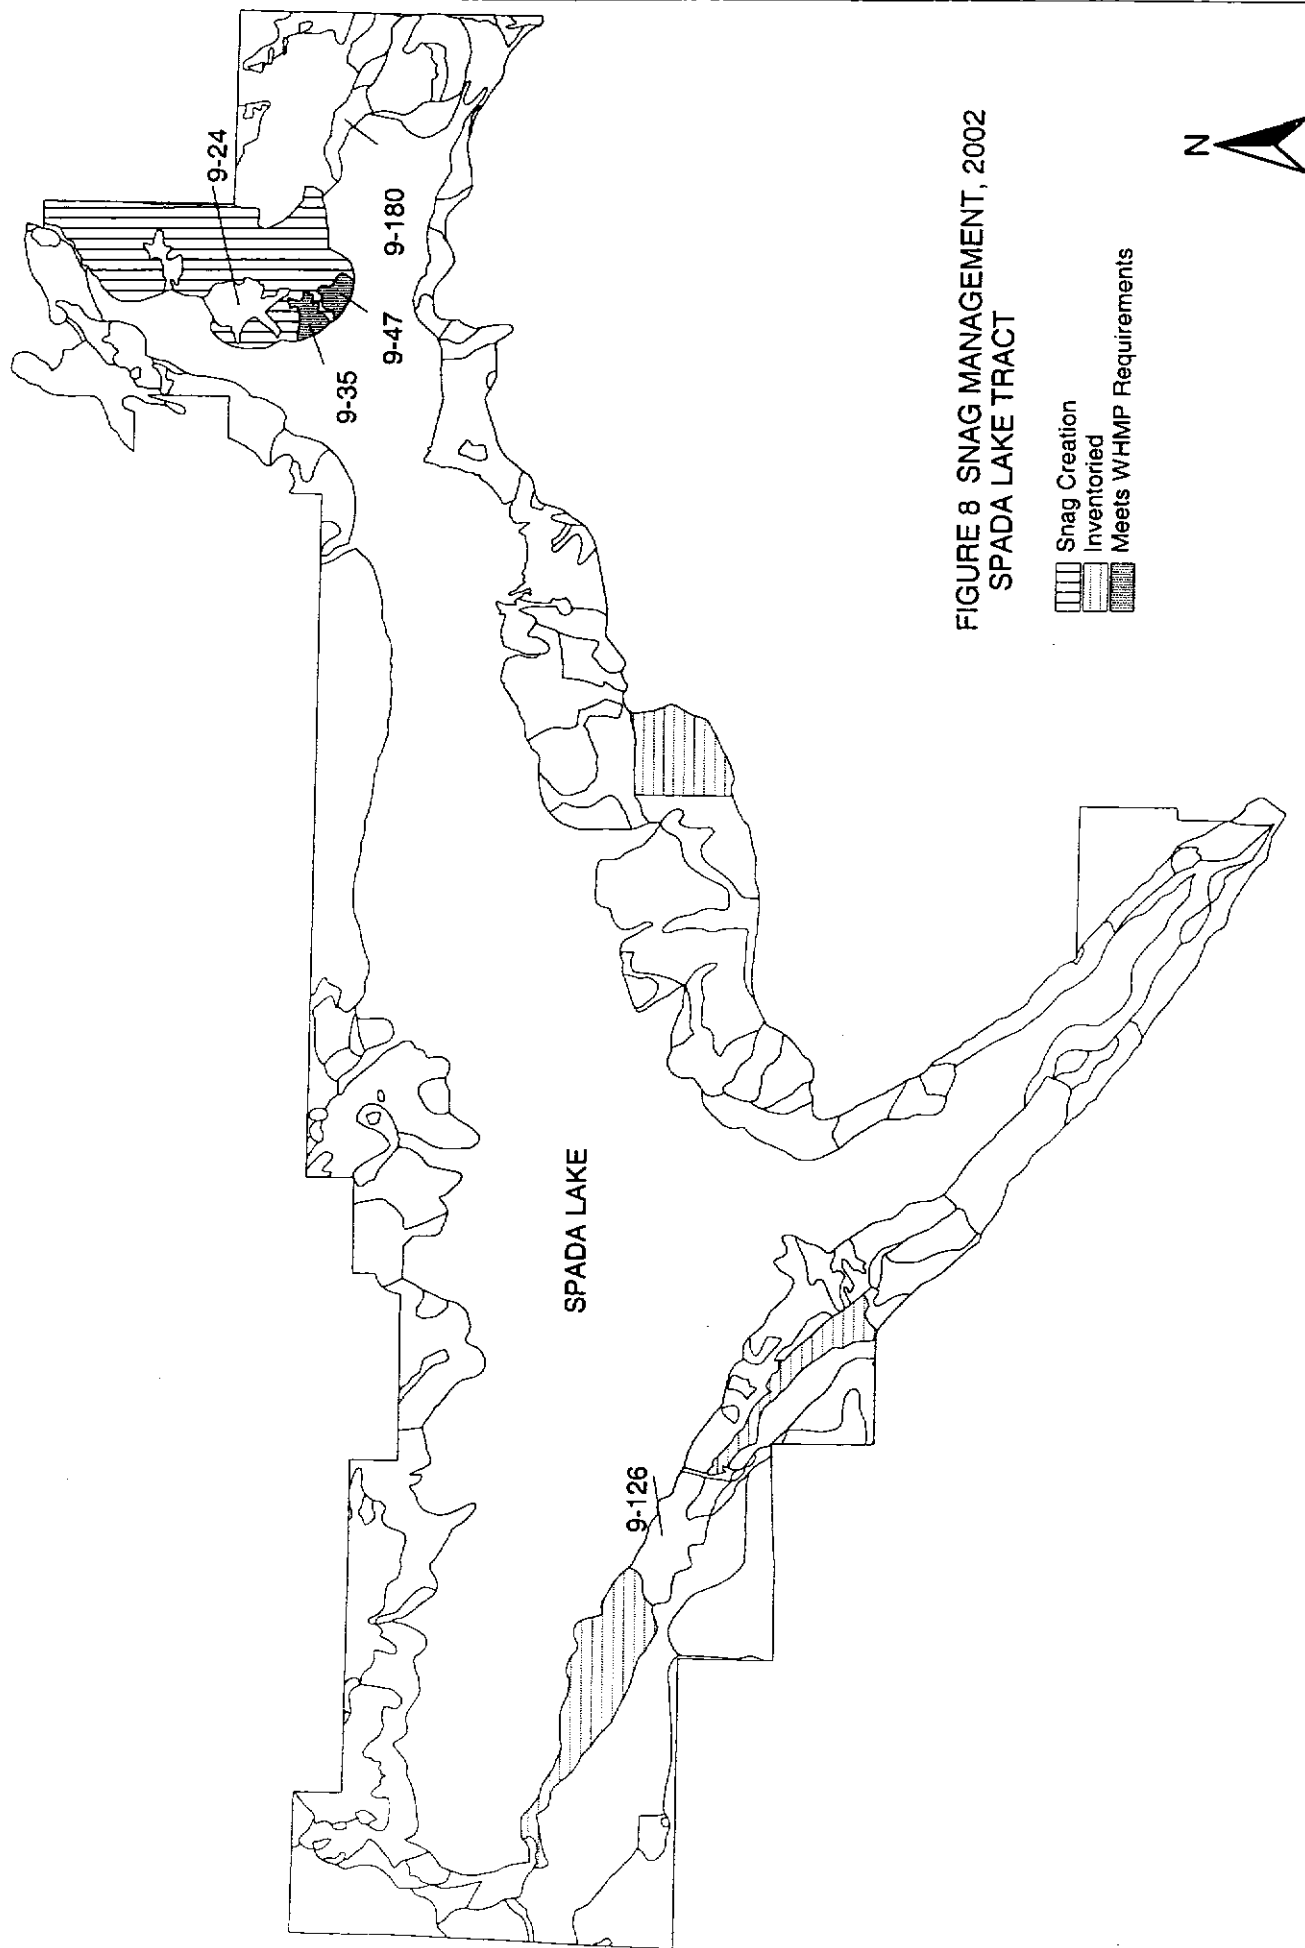 9-24
9-180
9-47
9-35
SPADA LAKE
9-126
FIGURE 8 SNAG MANAGEMENT, 2002
SPADA LAKE TRACT
Snag Creation
Inventoried
Meets WHMP Requirements
N